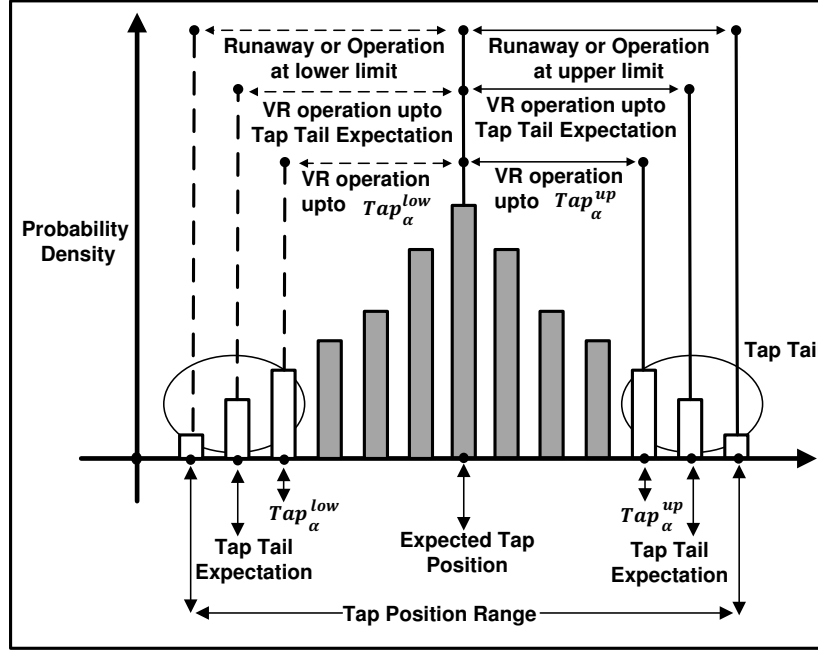 Runaway or Operation
at lower limit
Runaway or Operation
at upper limit
VR operation upto
Tap Tail Expectation
VR operation upto
Tap Tail Expectation
VR operation
upto Tap_α^low
VR operation
upto Tap_α^up
Probability
Density
Tap Tai
Tap_α^low
Tap_α^up
Tap Tail
Expectation
Expected Tap
Position
Tap Tail
Expectation
Tap Position Range